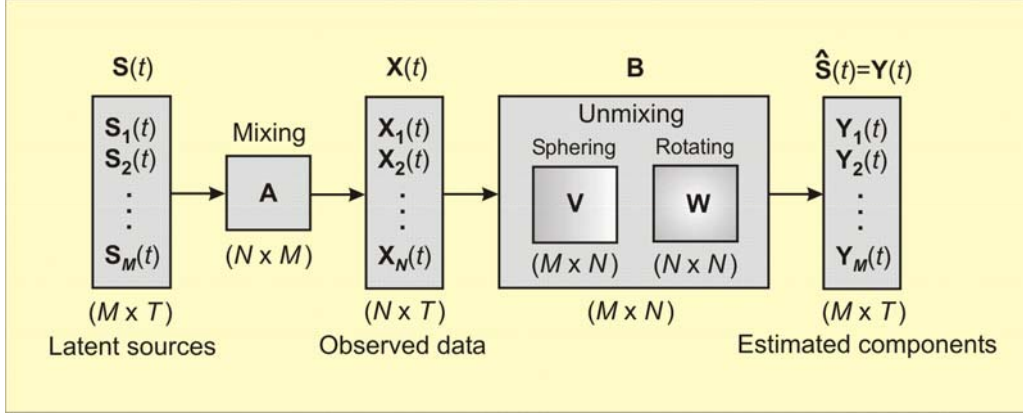 S(t)
S1(t)
S2(t)
⋮
SM(t)
(M x T)
Latent sources
Mixing
A
(N x M)
X(t)
X1(t)
X2(t)
⋮
XN(t)
(N x T)
Observed data
B
Unmixing
Sphering
V
(M x N)
Rotating
W
(N x N)
(M x N)
Ŝ(t)=Y(t)
Y1(t)
Y2(t)
⋮
YM(t)
(M x T)
Estimated components